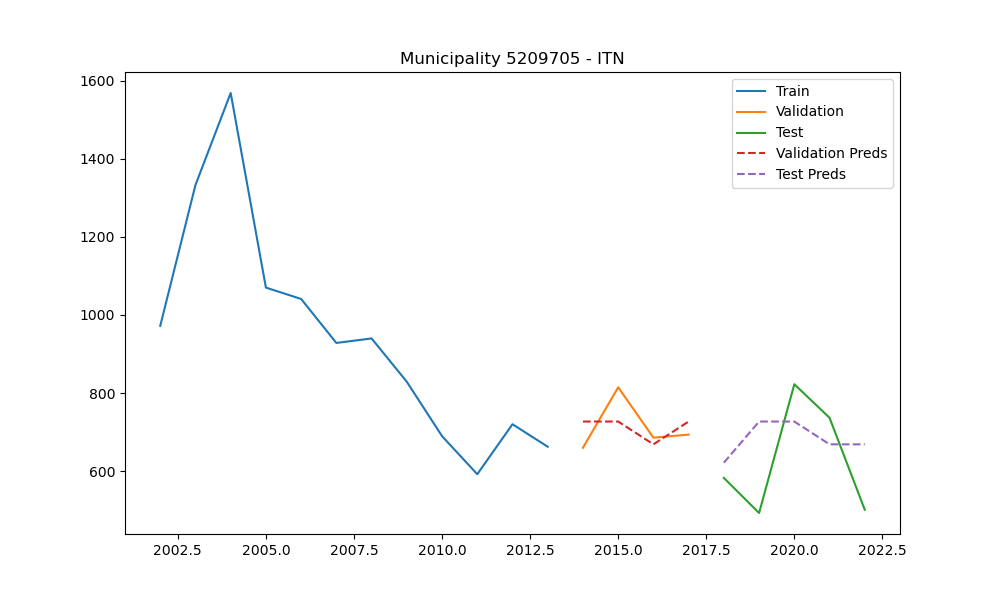 Municipality 5209705 - ITN
1600
1400
1200
1000
800
600
Train
Validation
Test
Validation Preds
Test Preds
2002.5 2005.0 2007.5 2010.0 2012.5 2015.0 2017.5 2020.0 2022.5